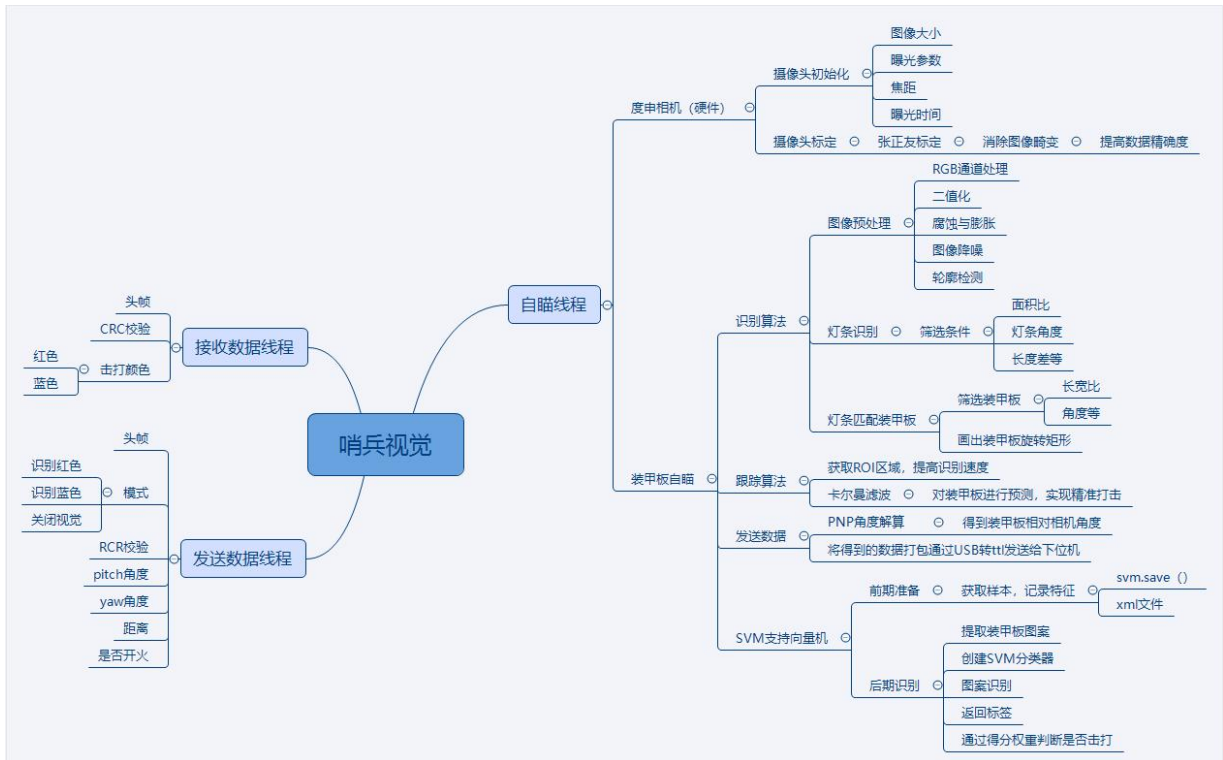 哨兵视觉
自瞄线程
度申相机（硬件）
摄像头初始化
图像大小
曝光参数
焦距
曝光时间
摄像头标定
张正友标定
消除图像畸变
提高数据精确度
装甲板自瞄
识别算法
图像预处理
RGB通道处理
二值化
腐蚀与膨胀
图像降噪
轮廓检测
灯条识别
筛选条件
面积比
灯条角度
长度差等
灯条匹配装甲板
筛选装甲板
长宽比
角度等
画出装甲板旋转矩形
跟踪算法
获取ROI区域，提高识别速度
卡尔曼滤波
对装甲板进行预测，实现精准打击
发送数据
PNP角度解算
得到装甲板相对相机角度
将得到的数据打包通过USB转ttl发送给下位机
SVM支持向量机
前期准备
获取样本，记录特征
svm.save（）
xml文件
后期识别
提取装甲板图案
创建SVM分类器
图案识别
返回标签
通过得分权重判断是否击打
接收数据线程
头帧
CRC校验
击打颜色
红色
蓝色
发送数据线程
头帧
模式
识别红色
识别蓝色
关闭视觉
RCR校验
pitch角度
yaw角度
距离
是否开火